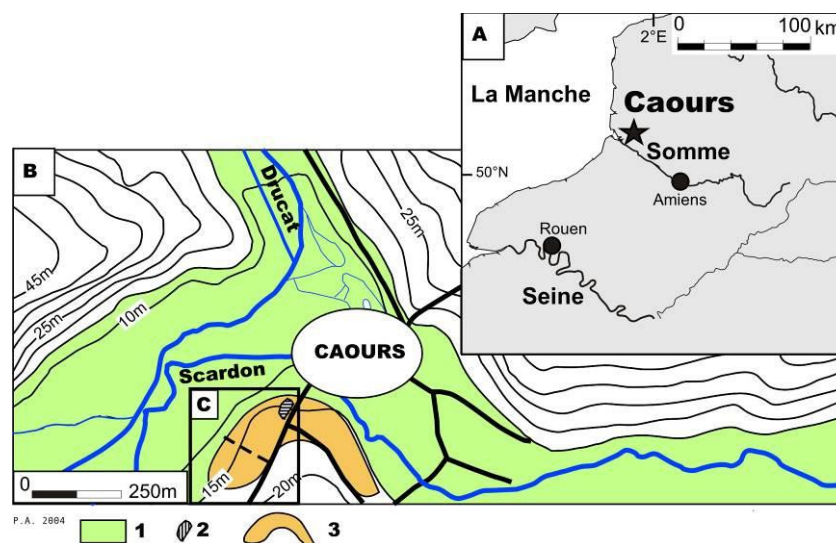 A
0 100 km
2°E
La Manche
Caours
Somme
50°N
Amiens
Rouen
Seine
B
Drucat
25m
45m
25m
10m
CAOURS
Scardon
C
0 250m
15m
20m
P.A. 2004
1 2 3